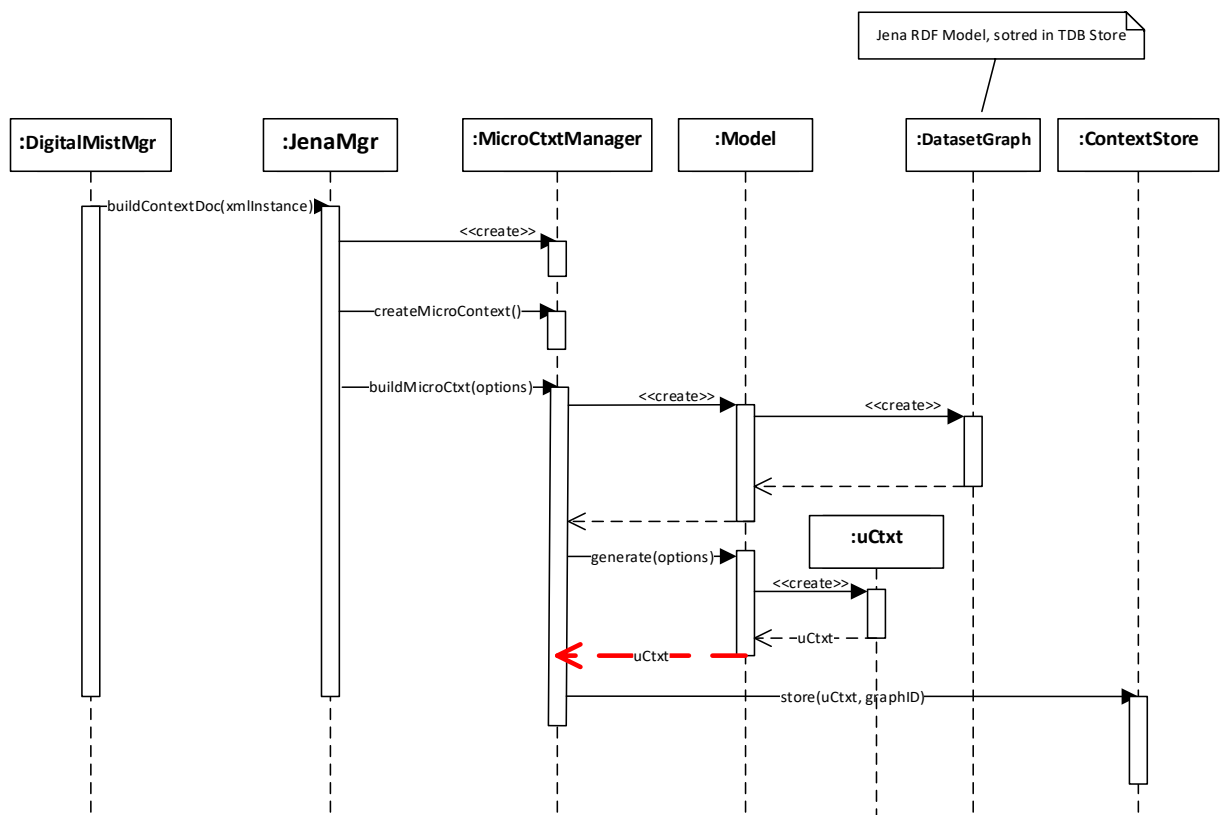 Jena RDF Model, sotred in TDB Store
:DigitalMistMgr
:JenaMgr
:MicroCtxtManager
:Model
:DatasetGraph
:ContextStore
buildContextDoc(xmlInstance)
<<create>>
createMicroContext()
buildMicroCtxt(options)
<<create>>
<<create>>
:uCtxt
generate(options)
<<create>>
uCtxt
uCtxt
store(uCtxt, graphID)